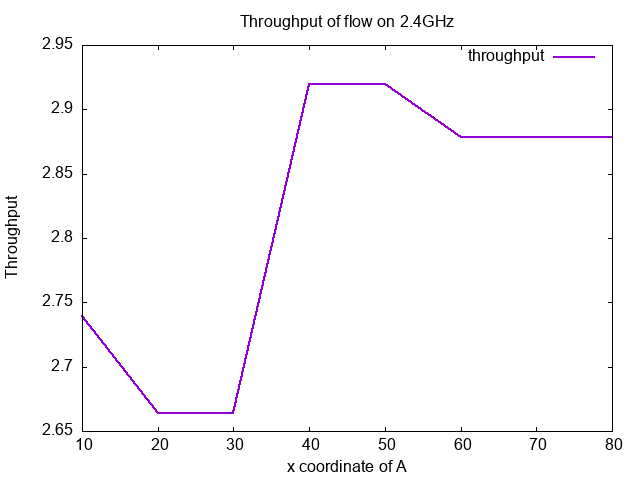 Throughput of flow on 2.4GHz
throughput
2.95
2.9
2.85
2.8
2.75
2.7
2.65
Throughput
10 20 30 40 50 60 70 80
x coordinate of A